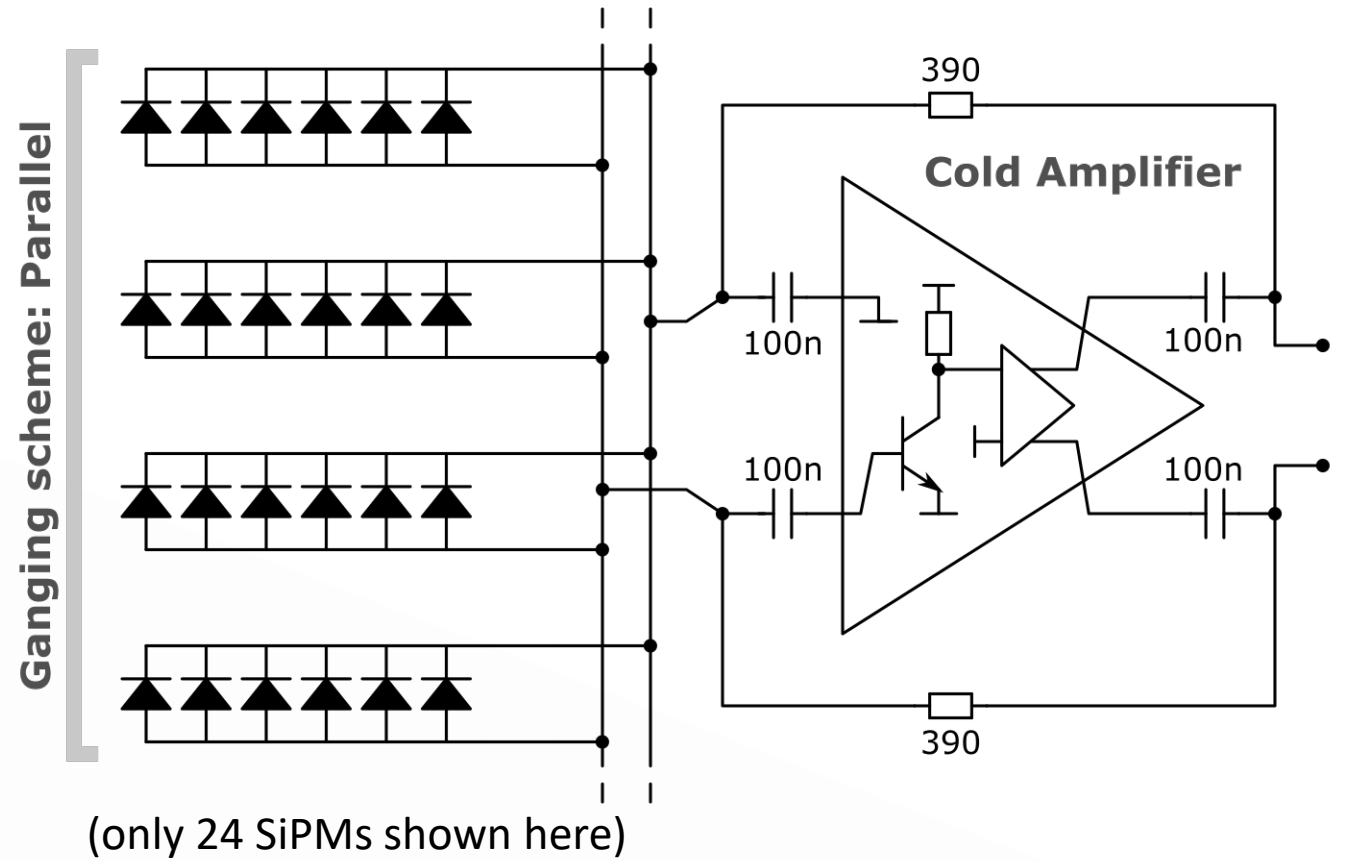 Ganging scheme: Parallel
390
Cold Amplifier
100n
100n
100n
100n
390
(only 24 SiPMs shown here)